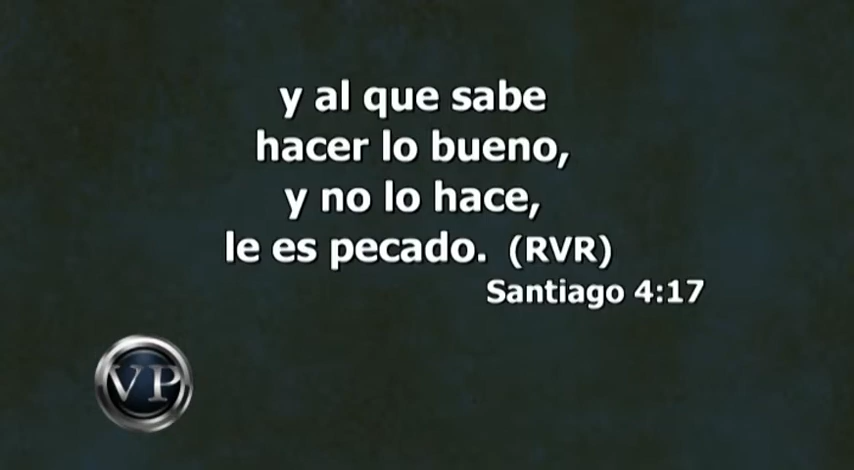 y al que sabe
hacer lo bueno,
y no lo hace,
le es pecado. (RVR)
Santiago 4:17
VP